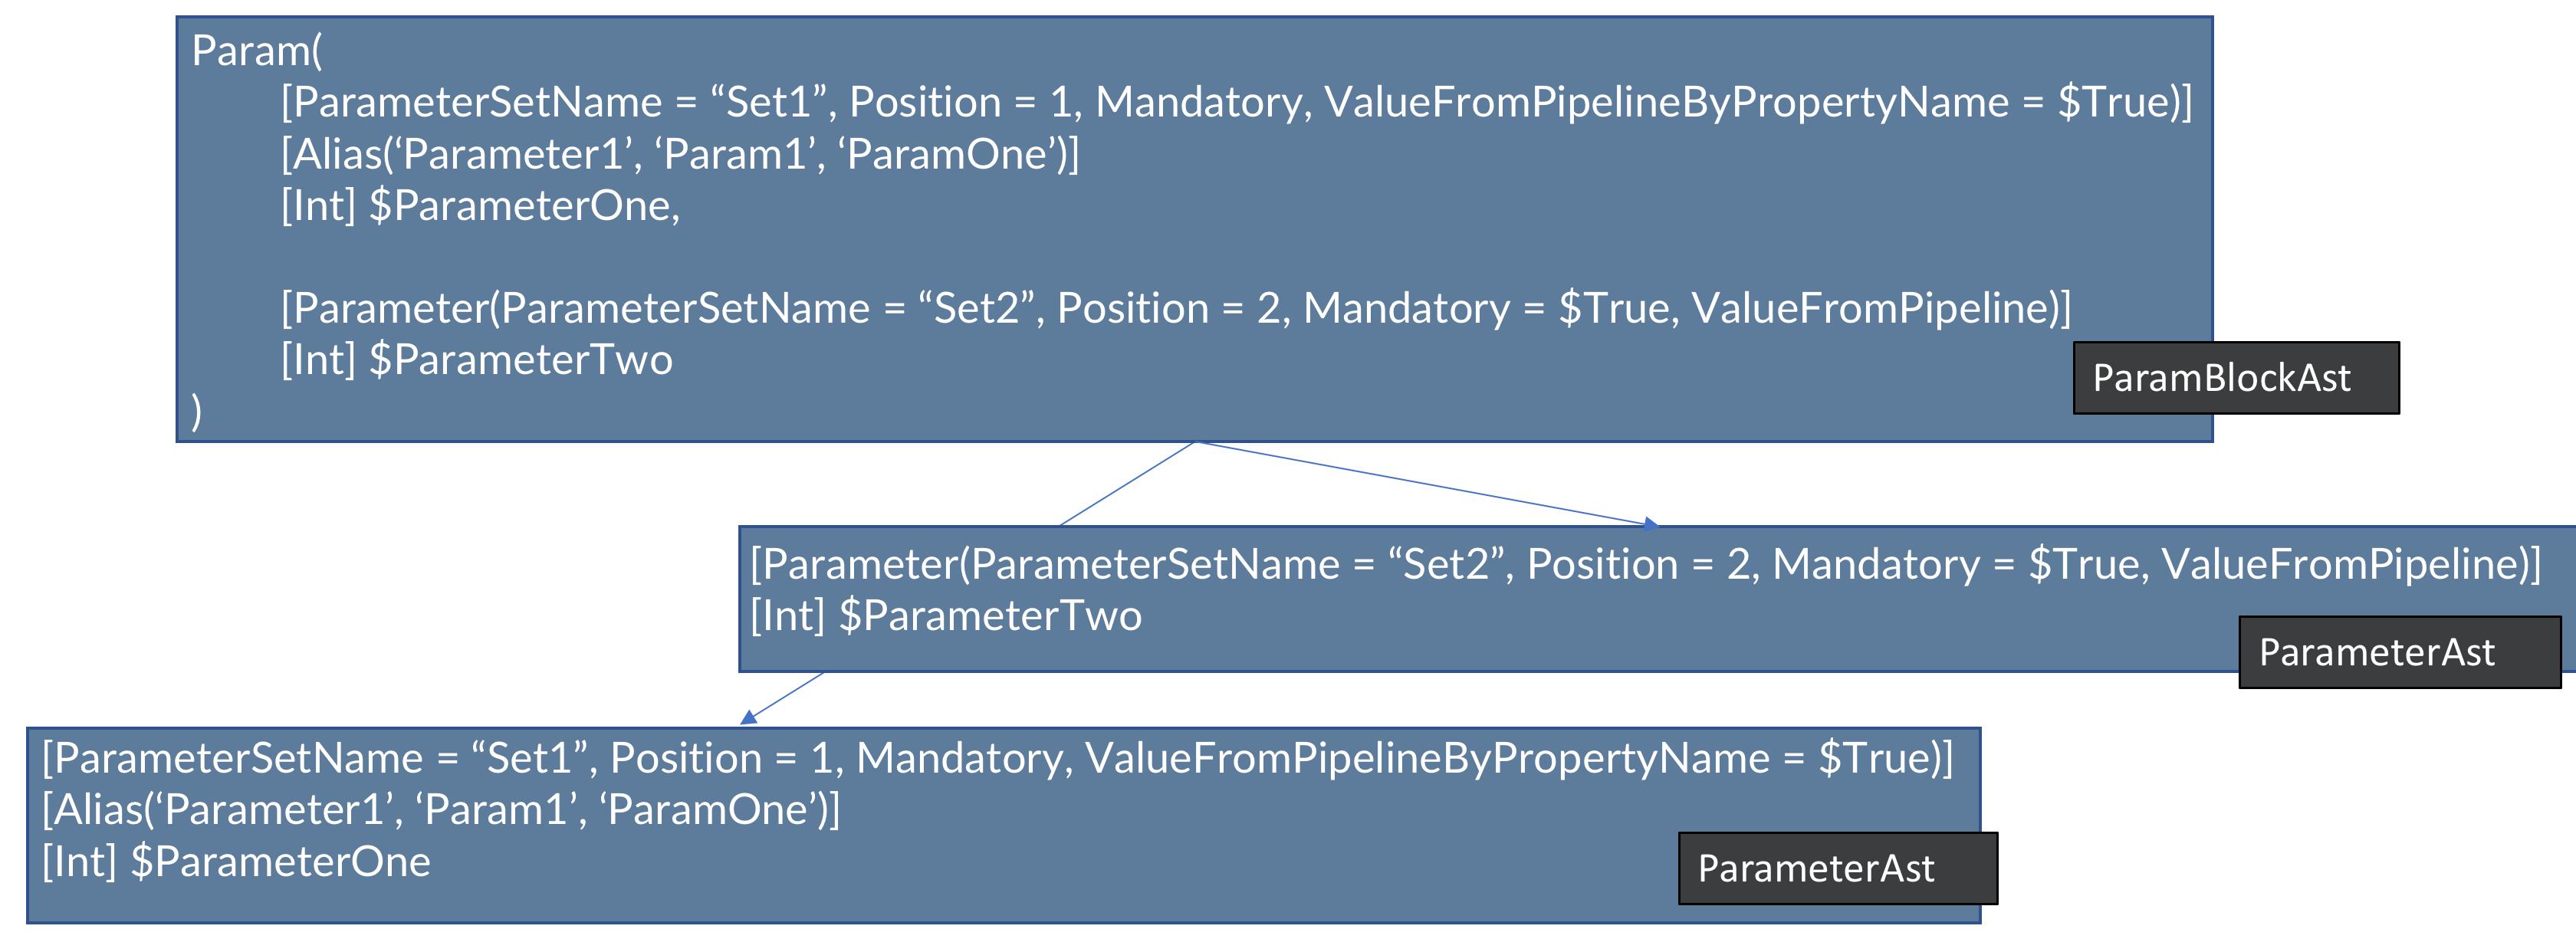 Param(
[ParameterSetName = “Set1”, Position = 1, Mandatory, ValueFromPipelineByPropertyName = $True)]
[Alias(‘Parameter1’, ‘Param1’, ‘ParamOne’)]
[Int] $ParameterOne,
[Parameter(ParameterSetName = “Set2”, Position = 2, Mandatory = $True, ValueFromPipeline)]
[Int] $ParameterTwo
)
ParamBlockAst
[Parameter(ParameterSetName = “Set2”, Position = 2, Mandatory = $True, ValueFromPipeline)]
[Int] $ParameterTwo
ParameterAst
[ParameterSetName = “Set1”, Position = 1, Mandatory, ValueFromPipelineByPropertyName = $True)]
[Alias(‘Parameter1’, ‘Param1’, ‘ParamOne’)]
[Int] $ParameterOne
ParameterAst